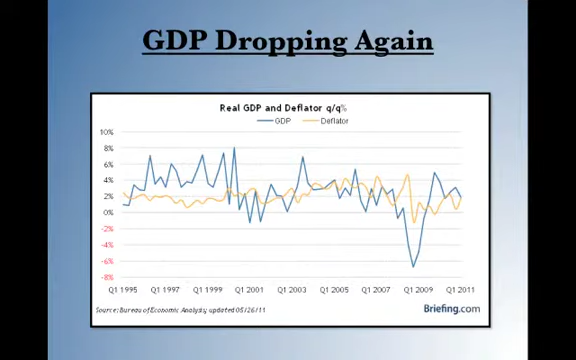 GDP Dropping Again
Real GDP and Deflator q/q%
GDP Deflator
10%
8%
6%
4%
2%
0%
-2%
-4%
-6%
-8%
Q1 1995 Q1 1997 Q1 1999 Q1 2001 Q1 2003 Q1 2005 Q1 2007 Q1 2009 Q1 2011
Source: Bureau of Economic Analysis; updated 05/26/11
Briefing.com